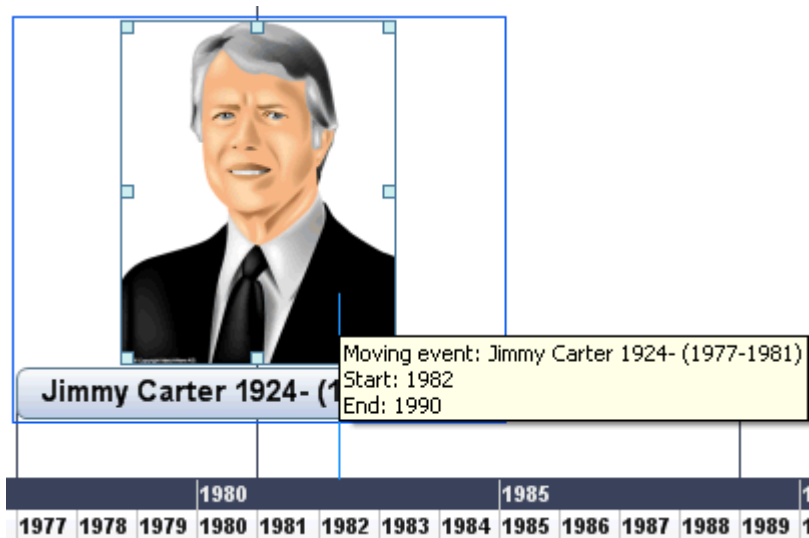 Moving event: Jimmy Carter 1924- (1977-1981)
Start: 1982
End: 1990
Jimmy Carter 1924- (1
1980 1985
1977 1978 1979 1980 1981 1982 1983 1984 1985 1986 1987 1988 1989